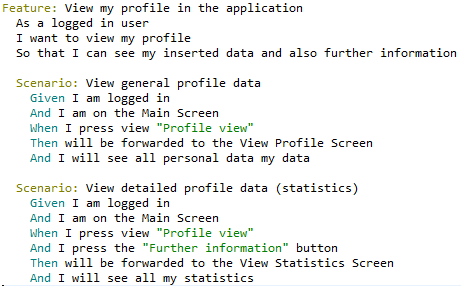 Feature: View my profile in the application
As a logged in user
I want to view my profile
So that I can see my inserted data and also further information
Scenario: View general profile data
Given I am logged in
And I am on the Main Screen
When I press view "Profile view"
Then will be forwarded to the View Profile Screen
And I will see all personal data my data
Scenario: View detailed profile data (statistics)
Given I am logged in
And I am on the Main Screen
When I press view "Profile view"
And I press the "Further information" button
Then will be forwarded to the View Statistics Screen
And I will see all my statistics